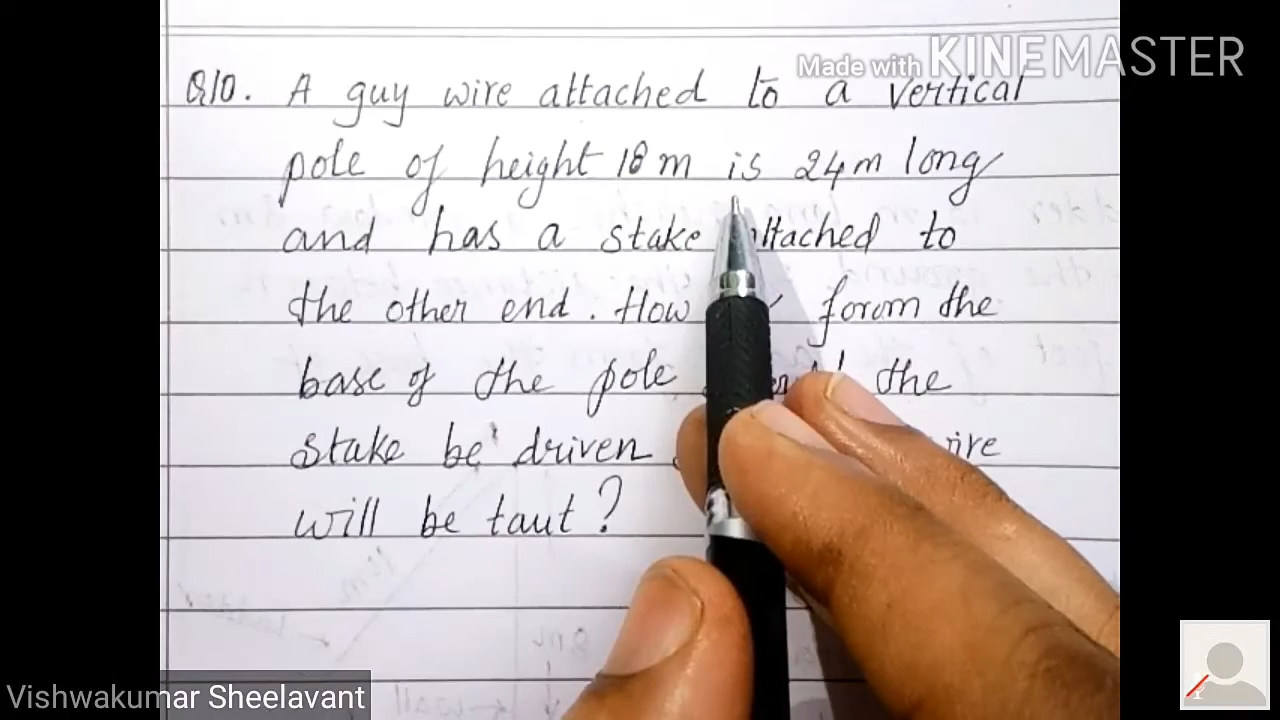 Made with KINEMASTER
Q10. A guy wire attached to a vertical
pole of height 18 m is 24 m long
and has a stake attached to
the other end. How forom the
base of the pole the
stake be driven
will be taut?
Vishwakumar Sheelavant